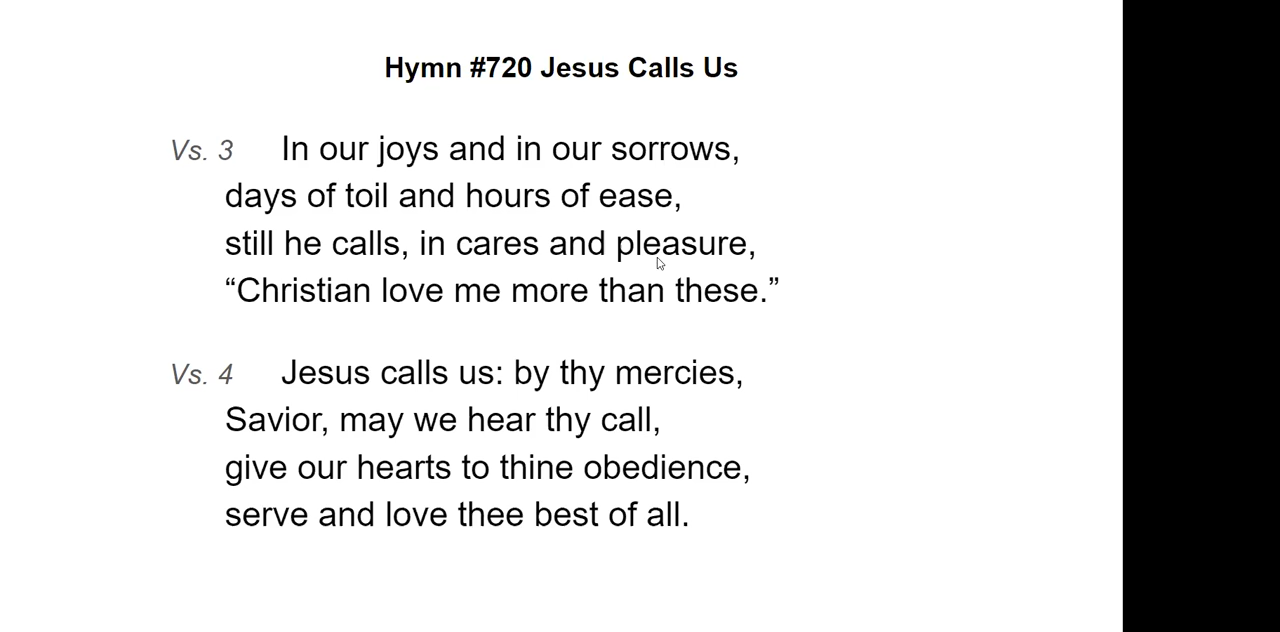 Hymn #720 Jesus Calls Us
Vs. 3 In our joys and in our sorrows,
days of toil and hours of ease,
still he calls, in cares and pleasure,
“Christian love me more than these.”
Vs. 4 Jesus calls us: by thy mercies,
Savior, may we hear thy call,
give our hearts to thine obedience,
serve and love thee best of all.